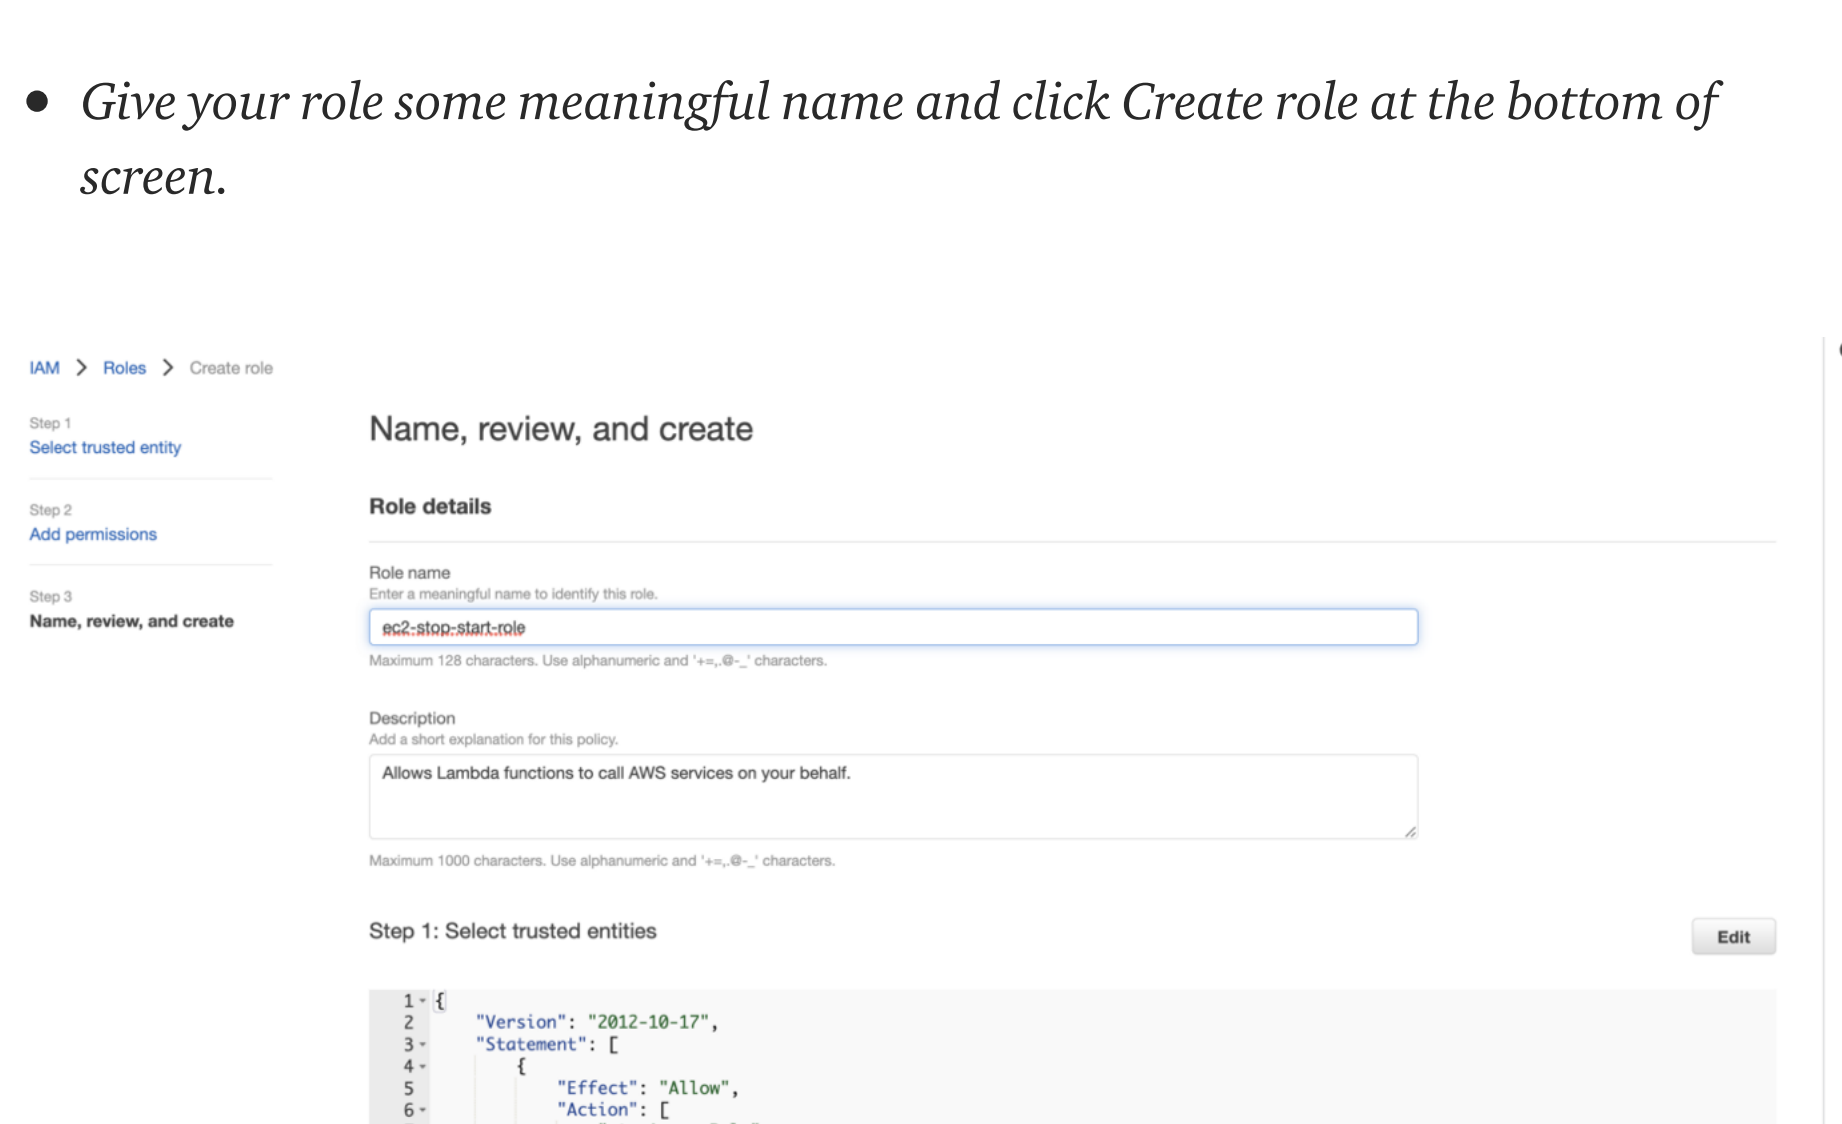 • Give your role some meaningful name and click Create role at the bottom of
screen.
IAM > Roles > Create role
Step 1
Select trusted entity
Step 2
Add permissions
Step 3
Name, review, and create
Name, review, and create
Role details
Role name
Enter a meaningful name to identify this role.
ec2-stop-start-role
Maximum 128 characters. Use alphanumeric and '+=,.@-_' characters.
Description
Add a short explanation for this policy.
Allows Lambda functions to call AWS services on your behalf.
Maximum 1000 characters. Use alphanumeric and '+=,.@-_' characters.
Step 1: Select trusted entities
Edit
1 {
2 "Version": "2012-10-17",
3 "Statement": [
4 {
5 "Effect": "Allow",
6 "Action": [